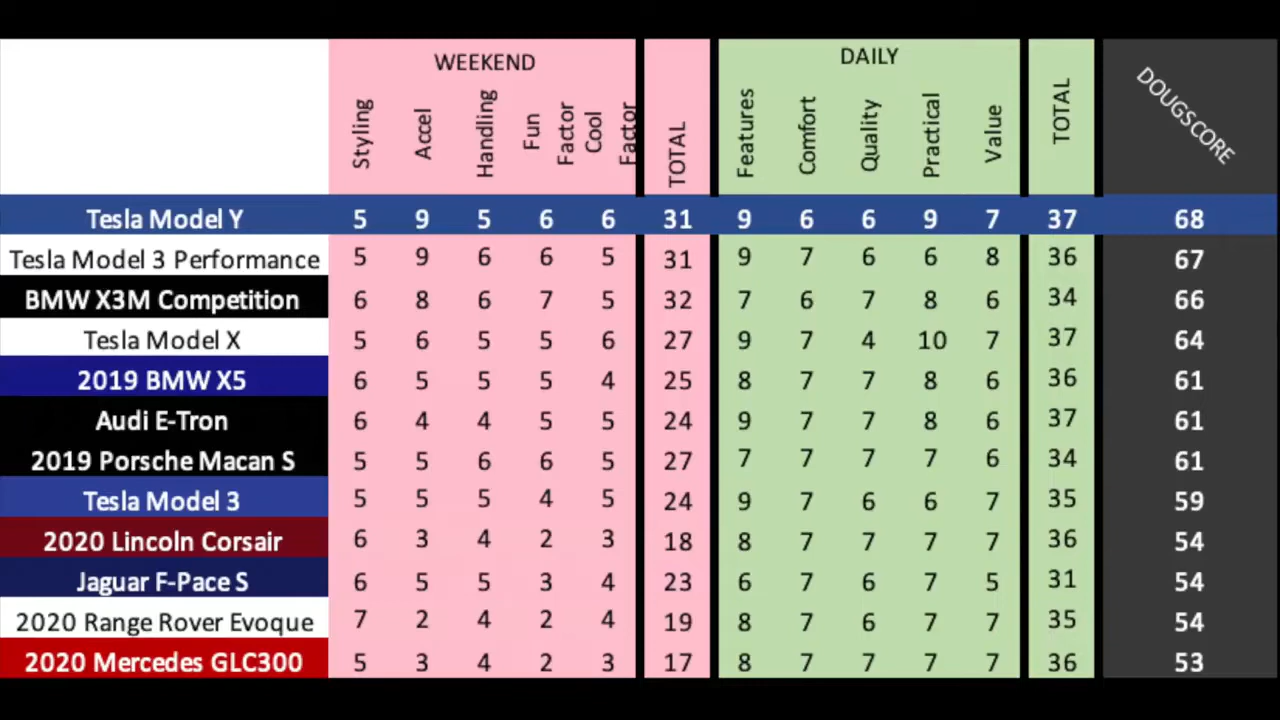 WEEKEND DAILY
Styling Accel Handling Fun Factor Cool Factor TOTAL Features Comfort Quality Practical Value TOTAL DOUGSCORE
Tesla Model Y 5 9 5 6 6 31 9 6 6 9 7 37 68
Tesla Model 3 Performance 5 9 6 6 5 31 9 7 6 6 8 36 67
BMW X3M Competition 6 8 6 7 5 32 7 6 7 8 6 34 66
Tesla Model X 5 6 5 5 6 27 9 7 4 10 7 37 64
2019 BMW X5 6 5 5 5 4 25 8 7 7 8 6 36 61
Audi E-Tron 6 4 4 5 5 24 9 7 7 8 6 37 61
2019 Porsche Macan S 5 5 6 6 5 27 7 7 7 7 6 34 61
Tesla Model 3 5 5 5 4 5 24 9 7 6 6 7 35 59
2020 Lincoln Corsair 6 3 4 2 3 18 8 7 7 7 7 36 54
Jaguar F-Pace S 6 5 5 3 4 23 6 7 6 7 5 31 54
2020 Range Rover Evoque 7 2 4 2 4 19 8 7 6 7 7 35 54
2020 Mercedes GLC300 5 3 4 2 3 17 8 7 7 7 7 36 53